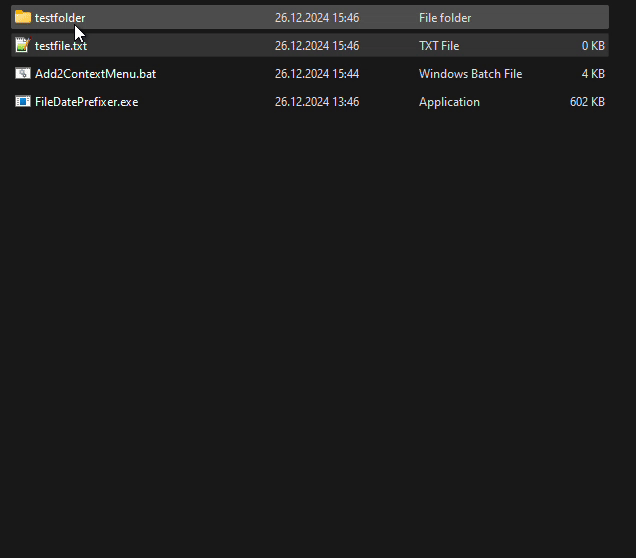 testfolder 26.12.2024 15:46 File folder
testfile.txt 26.12.2024 15:46 TXT File 0 KB
Add2ContextMenu.bat 26.12.2024 15:44 Windows Batch File 4 KB
FileDatePrefixer.exe 26.12.2024 13:46 Application 602 KB